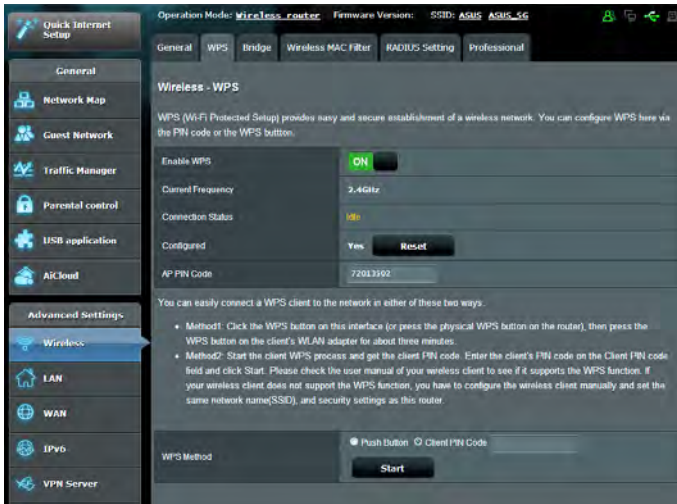 Quick Internet
Setup
Operation Mode: Wireless router Firmware Version: SSID: ASUS ASUS_5G
General WPS Bridge Wireless MAC Filter RADIUS Setting Professional
General
Network Map
Guest Network
Traffic Manager
Parental control
USB application
AiCloud
Advanced Settings
Wireless
LAN
WAN
IPv6
VPN Server
Wireless - WPS
WPS (Wi-Fi Protected Setup) provides easy and secure establishment of a wireless network. You can configure WPS here via
the PIN code or the WPS buttton.
Enable WPS ON
Current Frequency 2.4GHz
Connection Status Idle
Configured Yes Reset
AP PIN Code 72013502
You can easily connect a WPS client to the network in either of these two ways.
• Method1: Click the WPS button on this interface (or press the physical WPS button on the router), then press the
WPS button on the client's WLAN adapter for about three minutes.
• Method2: Start the client WPS process and get the client PIN code. Enter the client's PIN code on the Client PIN code
field and click Start. Please check the user manual of your wireless client to see if it supports the WPS function. If
your wireless client does not support the WPS function, you have to configure the wireless client manually and set the
same network name(SSID), and security settings as this router.
WPS Method Push Button Client PIN Code
Start